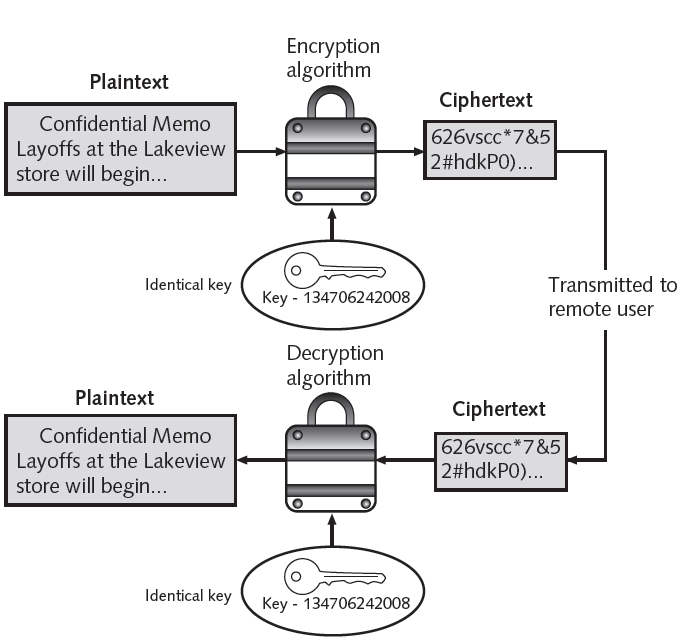 Encryption
algorithm
Plaintext
Ciphertext
Confidential Memo
Layoffs at the Lakeview
store will begin...
626vscc*7&5
2#hdkP0)...
Identical key
Key - 134706242008
Transmitted to
remote user
Decryption
algorithm
Plaintext
Ciphertext
Confidential Memo
Layoffs at the Lakeview
store will begin...
626vscc*7&5
2#hdkP0)...
Identical key
Key - 134706242008